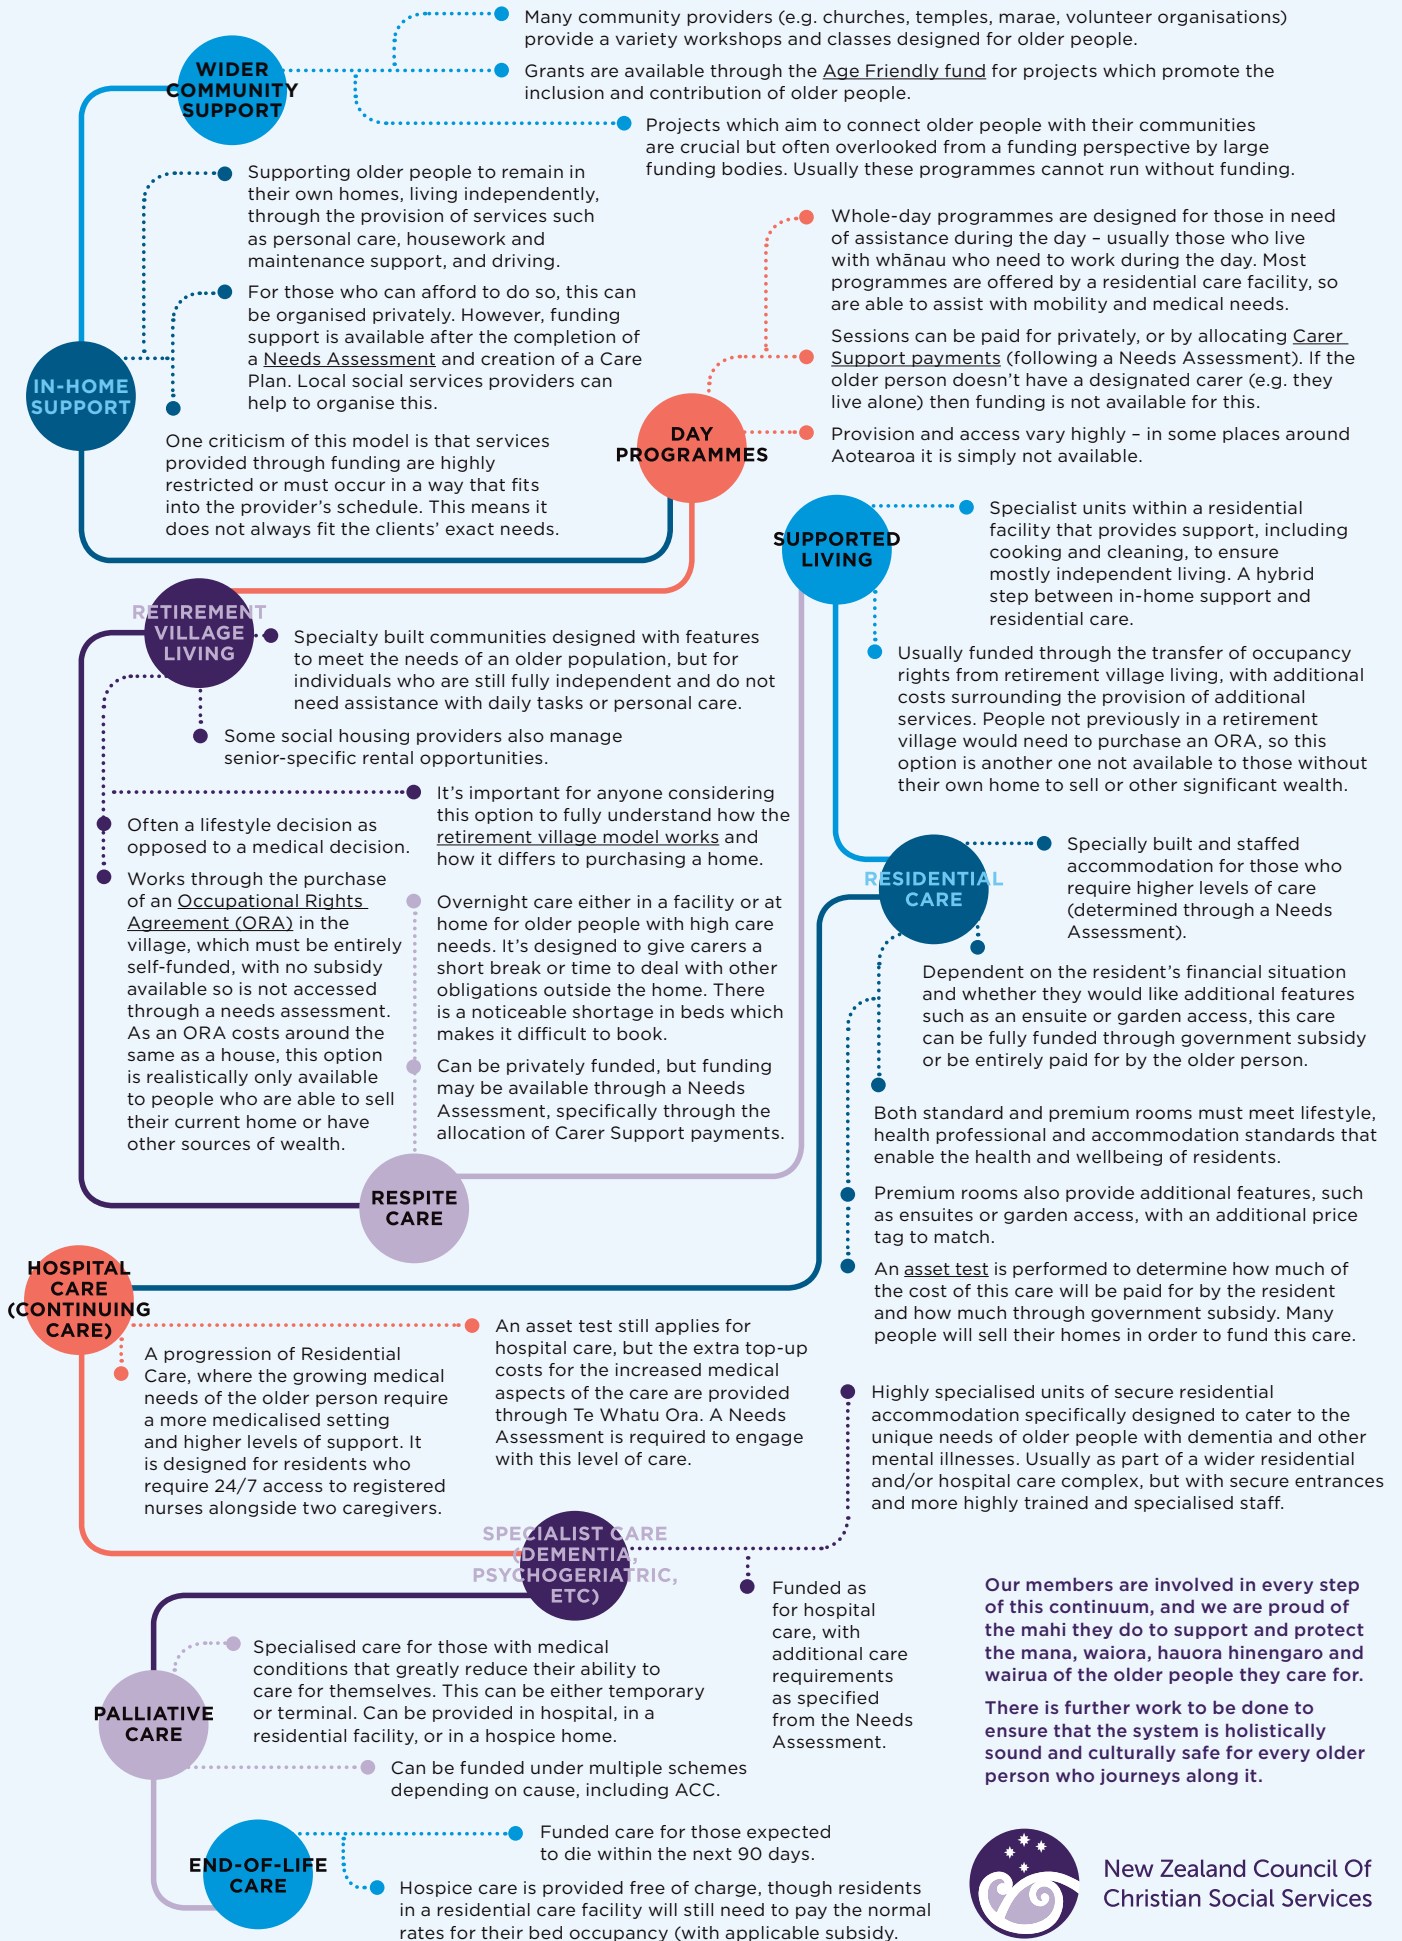 WIDER
COMMUNITY
SUPPORT
Many community providers (e.g. churches, temples, marae, volunteer organisations)
provide a variety workshops and classes designed for older people.
Grants are available through the Age Friendly fund for projects which promote the
inclusion and contribution of older people.
Projects which aim to connect older people with their communities
are crucial but often overlooked from a funding perspective by large
funding bodies. Usually these programmes cannot run without funding.
IN-HOME
SUPPORT
Supporting older people to remain in
their own homes, living independently,
through the provision of services such
as personal care, housework and
maintenance support, and driving.
For those who can afford to do so, this can
be organised privately. However, funding
support is available after the completion of
a Needs Assessment and creation of a Care
Plan. Local social services providers can
help to organise this.
One criticism of this model is that services
provided through funding are highly
restricted or must occur in a way that fits
into the provider's schedule. This means it
does not always fit the clients' exact needs.
DAY
PROGRAMMES
Whole-day programmes are designed for those in need
of assistance during the day – usually those who live
with whānau who need to work during the day. Most
programmes are offered by a residential care facility, so
are able to assist with mobility and medical needs.
Sessions can be paid for privately, or by allocating Carer
Support payments (following a Needs Assessment). If the
older person doesn't have a designated carer (e.g. they
live alone) then funding is not available for this.
Provision and access vary highly – in some places around
Aotearoa it is simply not available.
RETIREMENT
VILLAGE
LIVING
Specialty built communities designed with features
to meet the needs of an older population, but for
individuals who are still fully independent and do not
need assistance with daily tasks or personal care.
Some social housing providers also manage
senior-specific rental opportunities.
It's important for anyone considering
this option to fully understand how the
retirement village model works and
how it differs to purchasing a home.
Often a lifestyle decision as
opposed to a medical decision.
Works through the purchase
of an Occupational Rights
Agreement (ORA) in the
village, which must be entirely
self-funded, with no subsidy
available so is not accessed
through a needs assessment.
As an ORA costs around the
same as a house, this option
is realistically only available
to people who are able to sell
their current home or have
other sources of wealth.
Overnight care either in a facility or at
home for older people with high care
needs. It's designed to give carers a
short break or time to deal with other
obligations outside the home. There
is a noticeable shortage in beds which
makes it difficult to book.
Can be privately funded, but funding
may be available through a Needs
Assessment, specifically through the
allocation of Carer Support payments.
RESPITE
CARE
SUPPORTED
LIVING
Specialist units within a residential
facility that provides support, including
cooking and cleaning, to ensure
mostly independent living. A hybrid
step between in-home support and
residential care.
Usually funded through the transfer of occupancy
rights from retirement village living, with additional
costs surrounding the provision of additional
services. People not previously in a retirement
village would need to purchase an ORA, so this
option is another one not available to those without
their own home to sell or other significant wealth.
RESIDENTIAL
CARE
Specially built and staffed
accommodation for those who
require higher levels of care
(determined through a Needs
Assessment).
Dependent on the resident's financial situation
and whether they would like additional features
such as an ensuite or garden access, this care
can be fully funded through government subsidy
or be entirely paid for by the older person.
Both standard and premium rooms must meet lifestyle,
health professional and accommodation standards that
enable the health and wellbeing of residents.
Premium rooms also provide additional features, such
as ensuites or garden access, with an additional price
tag to match.
An asset test is performed to determine how much of
the cost of this care will be paid for by the resident
and how much through government subsidy. Many
people will sell their homes in order to fund this care.
HOSPITAL
CARE
(CONTINUING
CARE)
A progression of Residential
Care, where the growing medical
needs of the older person require
a more medicalised setting
and higher levels of support. It
is designed for residents who
require 24/7 access to registered
nurses alongside two caregivers.
An asset test still applies for
hospital care, but the extra top-up
costs for the increased medical
aspects of the care are provided
through Te Whatu Ora. A Needs
Assessment is required to engage
with this level of care.
SPECIALIST CARE
(DEMENTIA,
PSYCHOGERIATRIC,
ETC)
Highly specialised units of secure residential
accommodation specifically designed to cater to the
unique needs of older people with dementia and other
mental illnesses. Usually as part of a wider residential
and/or hospital care complex, but with secure entrances
and more highly trained and specialised staff.
Funded as
for hospital
care, with
additional care
requirements
as specified
from the Needs
Assessment.
PALLIATIVE
CARE
Specialised care for those with medical
conditions that greatly reduce their ability to
care for themselves. This can be either temporary
or terminal. Can be provided in hospital, in a
residential facility, or in a hospice home.
Can be funded under multiple schemes
depending on cause, including ACC.
END-OF-LIFE
CARE
Funded care for those expected
to die within the next 90 days.
Hospice care is provided free of charge, though residents
in a residential care facility will still need to pay the normal
rates for their bed occupancy (with applicable subsidy.
Our members are involved in every step
of this continuum, and we are proud of
the mahi they do to support and protect
the mana, waiora, hauora hinengaro and
wairua of the older people they care for.
There is further work to be done to
ensure that the system is holistically
sound and culturally safe for every older
person who journeys along it.
New Zealand Council Of
Christian Social Services